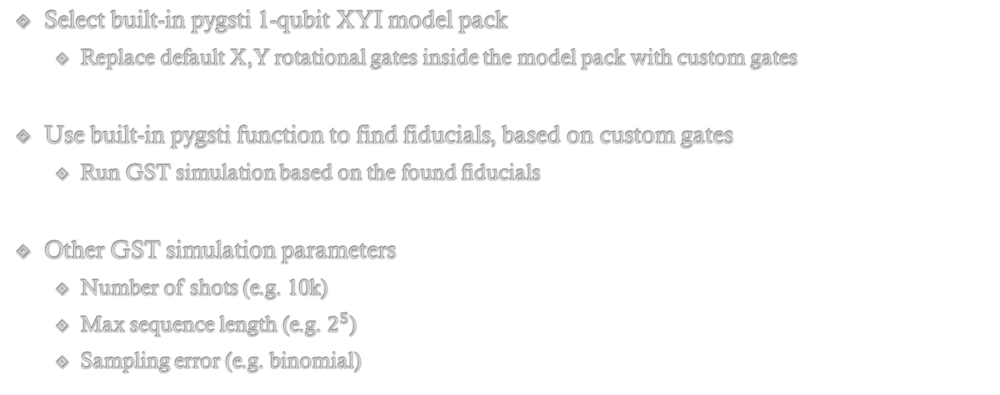 Select built-in pygsti 1-qubit XYI model pack
Replace default X, Y rotational gates inside the model pack with custom gates
Use built-in pygsti function to find fiducials, based on custom gates
Run GST simulation based on the found fiducials
Other GST simulation parameters
Number of shots (e.g. 10k)
Max sequence length (e.g. 2⁵)
Sampling error (e.g. binomial)